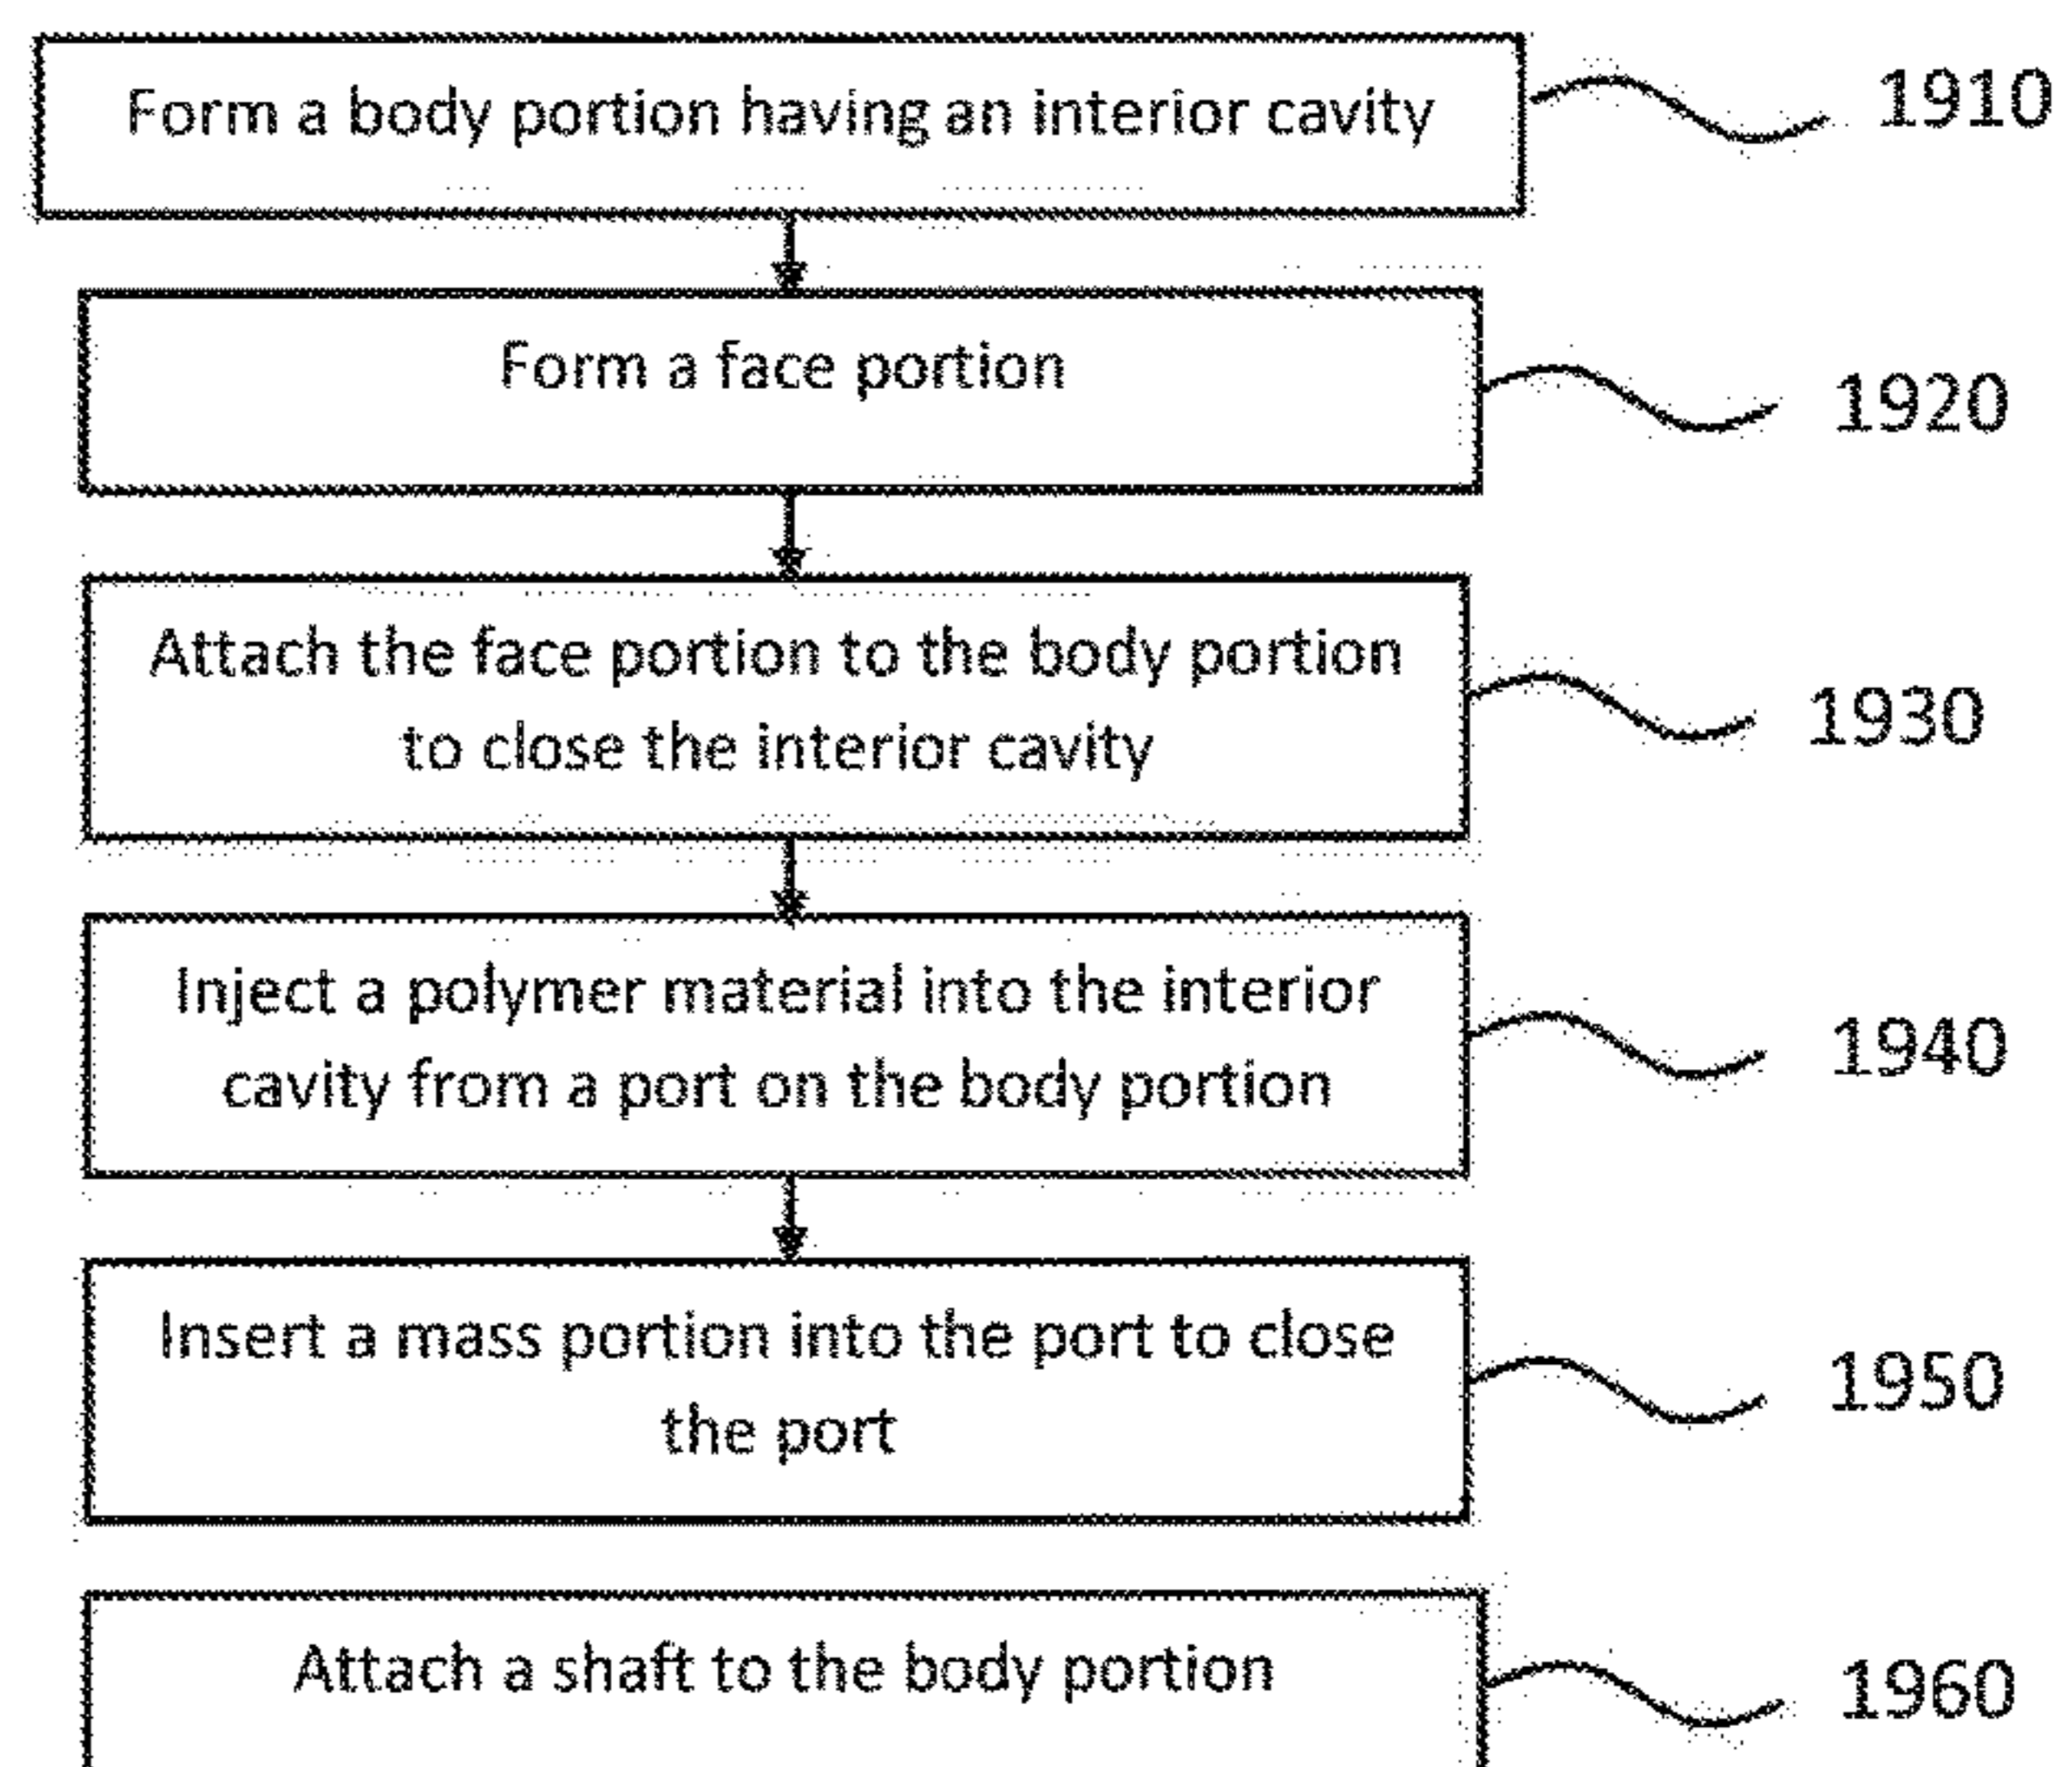 Form a body portion having an interior cavity
1910
Form a face portion
1920
Attach the face portion to the body portion
to close the interior cavity
1930
Inject a polymer material into the interior
cavity from a port on the body portion
1940
Insert a mass portion into the port to close
the port
1950
Attach a shaft to the body portion
1960